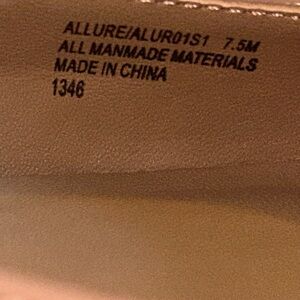 ALLURE/ALUR01S1 7.5M
ALL MANMADE MATERIALS
MADE IN CHINA
1346